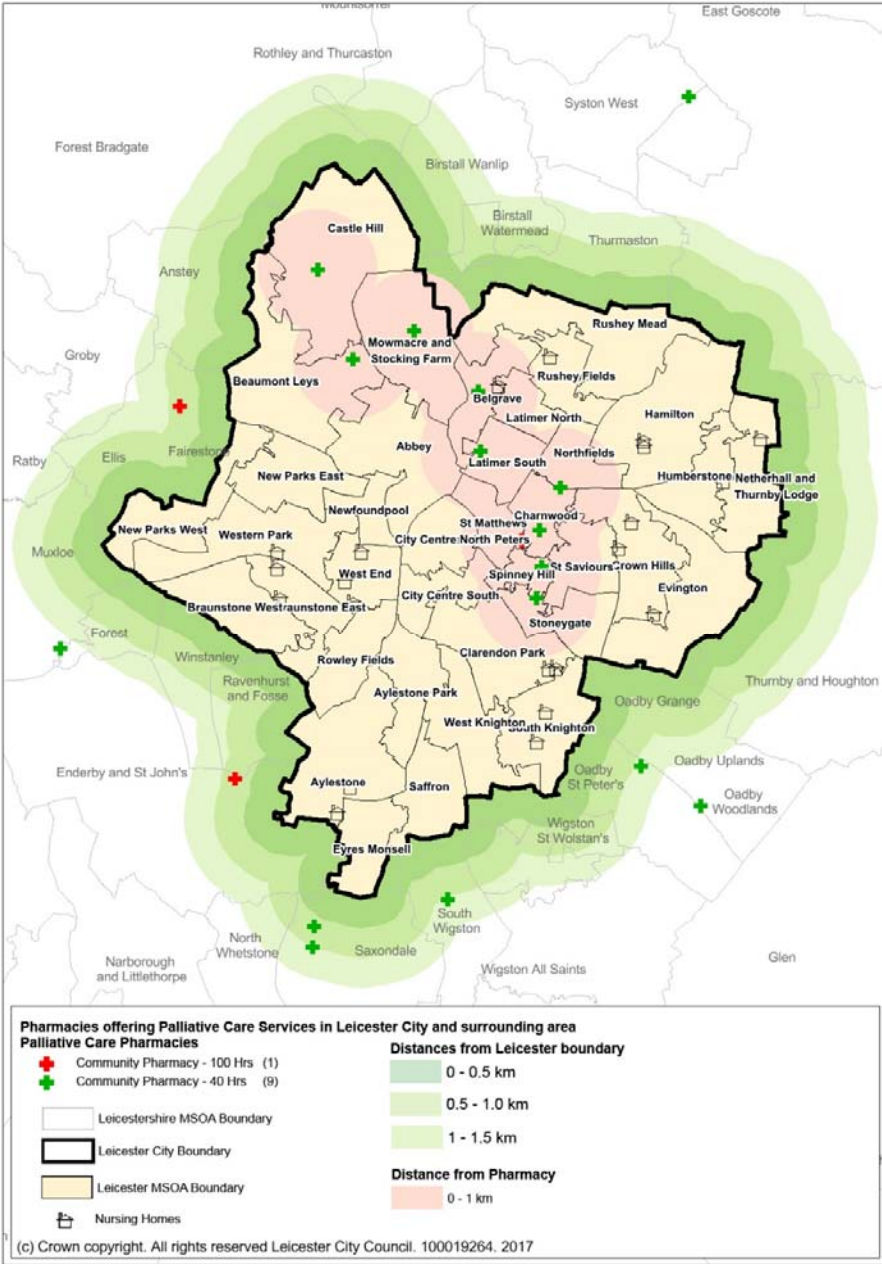 Mountsorrel
East Goscote
Rothley and Thurcaston
Syston West
Forest Bradgate
Birstall Wanlip
Castle Hill
Birstall
Watermead
Thurmaston
Anstey
Rushey Mead
Groby
Mowmacre and
Stocking Farm
Rushey Fields
Beaumont Leys
Belgrave
Latimer North
Hamilton
Abbey
Ratby
Ellis
Fairestone
Latimer South
Northfields
New Parks East
Humberstone
Netherhall and
Thurnby Lodge
Newfoundpool
Charnwood
St Matthews
New Parks West
Western Park
City Centre North
Peters
Muxloe
West End
Spinney Hill
St Saviours
Crown Hills
Braunstone West
raunstone East
City Centre South
Evington
Stoneygate
Forest
Winstanley
Rowley Fields
Clarendon Park
Ravenhurst
and Fosse
Aylestone Park
Thurnby and Houghton
Oadby Grange
West Knighton
South Knighton
Enderby and St John's
Oadby
St Peter's
Oadby Uplands
Aylestone
Saffron
Oadby
Woodlands
Wigston
St Wolstan's
Eyres Monsell
South
Wigston
North
Whetstone
Saxondale
Narborough
and Littlethorpe
Wigston All Saints
Glen
Pharmacies offering Palliative Care Services in Leicester City and surrounding area
Palliative Care Pharmacies
Community Pharmacy - 100 Hrs (1)
Community Pharmacy - 40 Hrs (9)
Leicestershire MSOA Boundary
Leicester City Boundary
Leicester MSOA Boundary
Nursing Homes
Distances from Leicester boundary
0 - 0.5 km
0.5 - 1.0 km
1 - 1.5 km
Distance from Pharmacy
0 - 1 km
(c) Crown copyright. All rights reserved Leicester City Council. 100019264. 2017